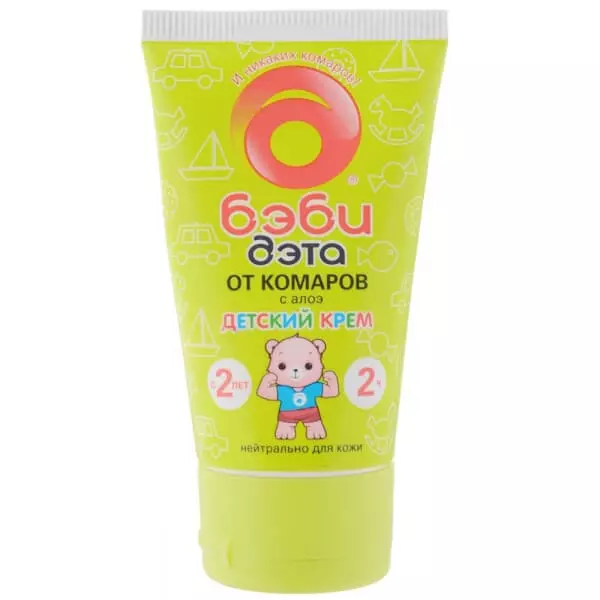 И никаких комаров!
®
бэби
дэта
ОТ КОМАРОВ
с алоэ
ДЕТСКИЙ КРЕМ
с 2 ЛЕТ
2 ч
нейтрально для кожи